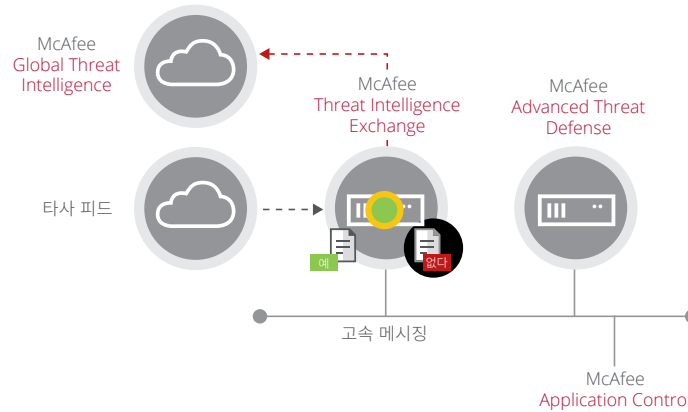 McAfee
Global Threat
Intelligence
McAfee
Threat Intelligence
Exchange
McAfee
Advanced Threat
Defense
타사 피드
예
없다
고속 메시징
McAfee
Application Contro